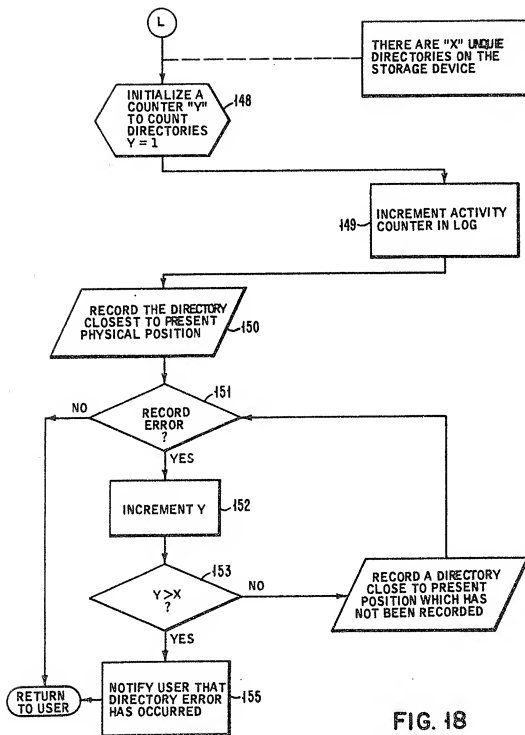 L
THERE ARE "X" UNQUIE
DIRECTORIES ON THE
STORAGE DEVICE
INITIALIZE A
COUNTER "Y"
TO COUNT
DIRECTORIES
Y = 1
148
INCREMENT ACTIVITY
COUNTER IN LOG
149
RECORD THE DIRECTORY
CLOSEST TO PRESENT
PHYSICAL POSITION
150
151
NO
RECORD
ERROR
?
YES
INCREMENT Y
152
153
Y>X
?
NO
RECORD A DIRECTORY
CLOSE TO PRESENT
POSITION WHICH HAS
NOT BEEN RECORDED
YES
NOTIFY USER THAT
DIRECTORY ERROR
HAS OCCURRED
155
RETURN
TO USER
FIG. 18